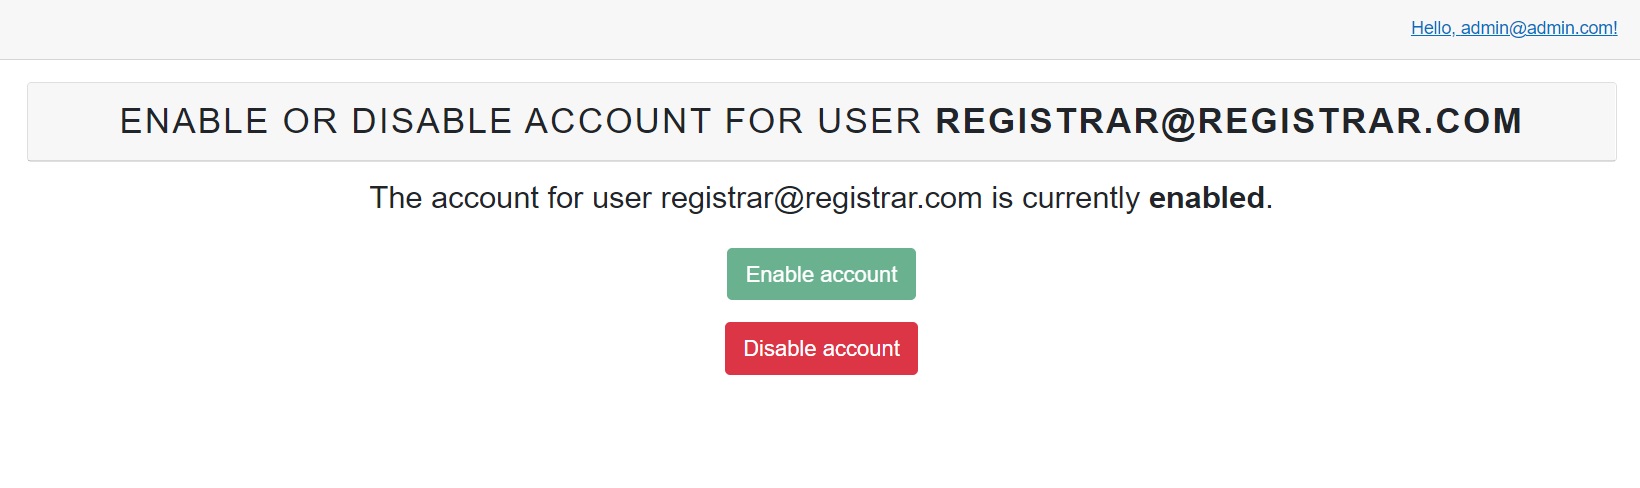 Hello, admin@admin.com!
ENABLE OR DISABLE ACCOUNT FOR USER REGISTRAR@REGISTRAR.COM
The account for user registrar@registrar.com is currently enabled.
Enable account
Disable account